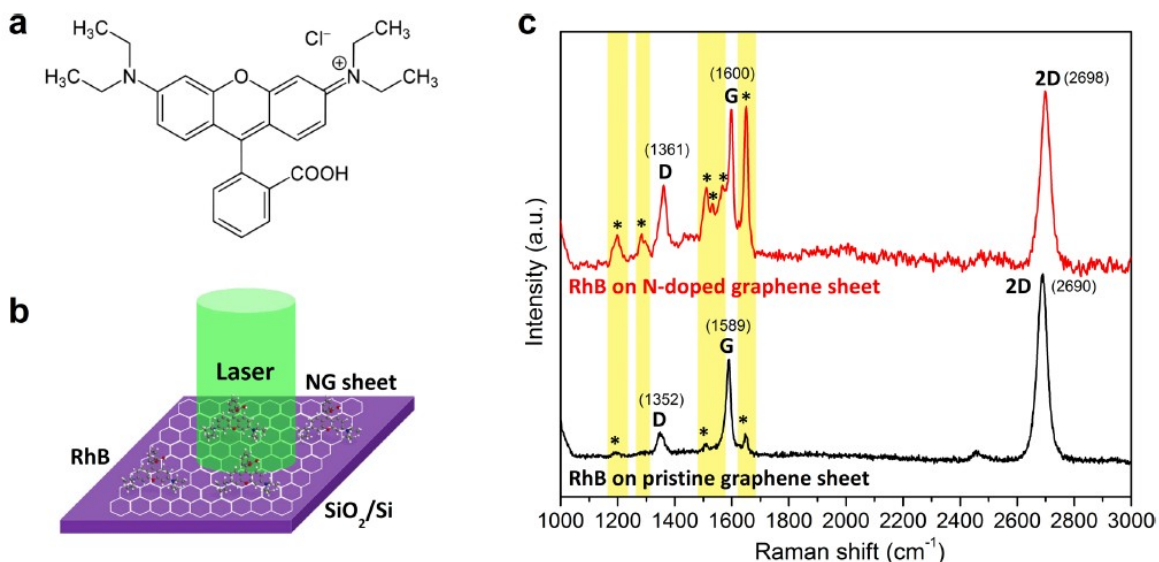 a
Cl⁻
H₃C
CH₃
N
O
N⊕
H₃C
CH₃
COOH
b
Laser
NG sheet
RhB
SiO₂/Si
c
Intensity (a.u.)
(1600)
G
*
2D (2698)
(1361)
D
*
*
*
*
*
RhB on N-doped graphene sheet
2D (2690)
(1589)
G
(1352)
D
*
*
*
RhB on pristine graphene sheet
1000 1200 1400 1600 1800 2000 2200 2400 2600 2800 3000
Raman shift (cm⁻¹)